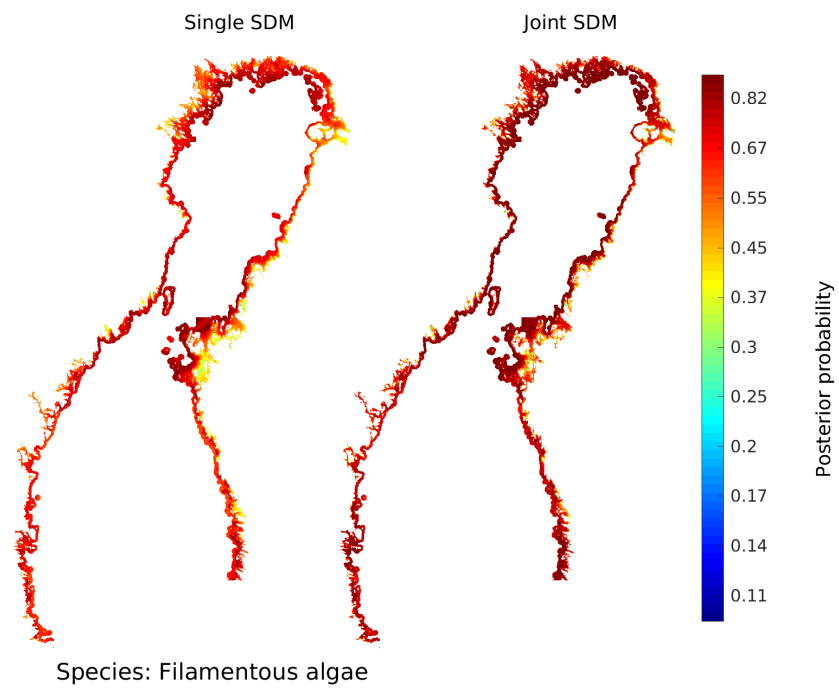 Single SDM
Joint SDM
0.82
0.67
0.55
0.45
0.37
0.3
0.25
0.2
0.17
0.14
0.11
Posterior probability
Species: Filamentous algae